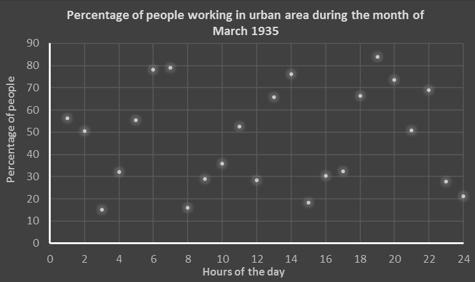 Percentage of people working in urban area during the month of
March 1935
90
80
70
60
50
40
30
20
10
0
Percentage of people
0 2 4 6 8 10 12 14 16 18 20 22 24
Hours of the day